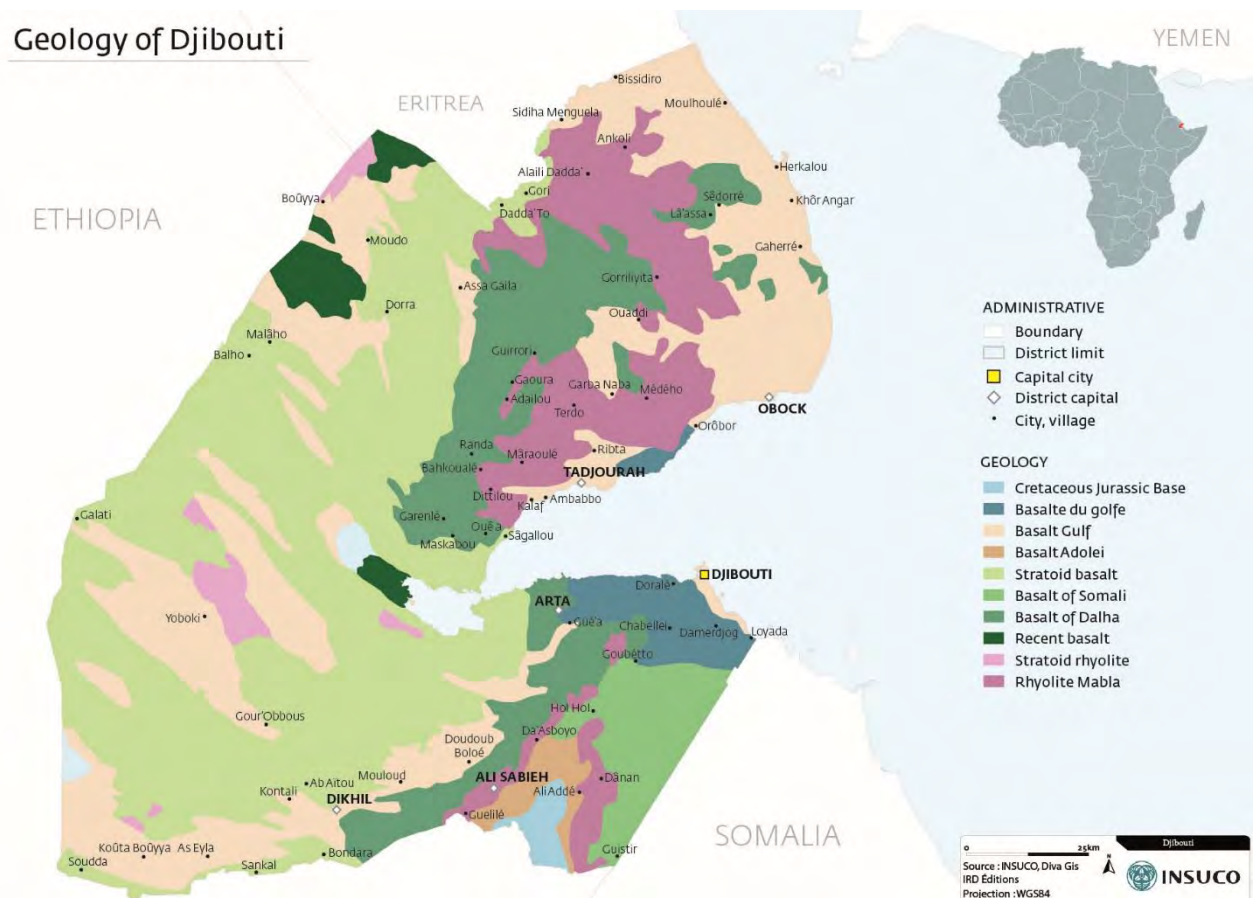 Geology of Djibouti
YEMEN
ERITREA
ETHIOPIA
SOMALIA
Bissidiro
Moulhoulé
Sidiha Menguela
Ankoli
Alaili Dadda'
Herkalou
Boûyya
Gori
Sêdorré
Khôr Angar
Dadda'To
Lâ'assa
Moudo
Gaherré
Assa Gaila
Gorriliyita
Dorra
Ouaddi
Malâho
Balho
Guirrori
Gaoura
Garba Naba
Médého
Adailou
Terdo
OBOCK
Orôbor
Randa
Ribta
Mâraoulé
Bahkoualé
TADJOURAH
Dittilou
Ambabbo
Kalaf
Galati
Garenlé
Ouê a
Sâgallou
Maskabou
DJIBOUTI
Doralé
ARTA
Yoboki
Guê'a
Chabellei
Damerdjog
Loyada
Goubétto
Gour'Obbous
Hol Hol
Da'Asboyo
Doudoub
Boloé
Ab Aïtou
Mouloud
ALI SABIEH
Dânan
Kontali
Ali Addé
DIKHIL
Guelilé
Koûta Boûyya
As Eyla
Bondara
Guistir
Soudda
Sankal
ADMINISTRATIVE
Boundary
District limit
Capital city
District capital
City, village
GEOLOGY
Cretaceous Jurassic Base
Basalte du golfe
Basalt Gulf
Basalt Adolei
Stratoid basalt
Basalt of Somali
Basalt of Dalha
Recent basalt
Stratoid rhyolite
Rhyolite Mabla
0 25km
N
Djibouti
Source : INSUCO, Diva Gis
IRD Éditions
Projection : WGS84
INSUCO